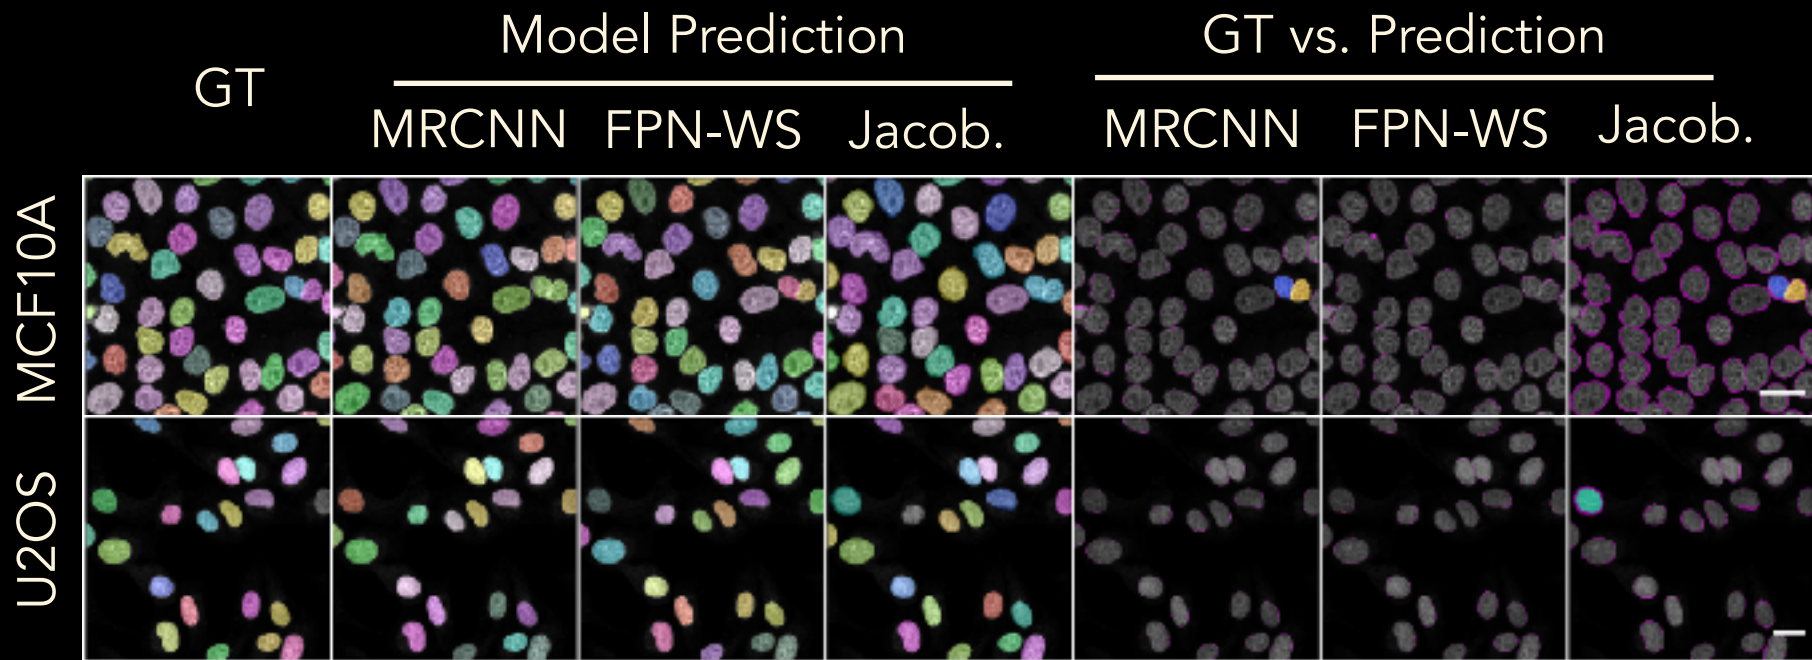 Model Prediction
GT vs. Prediction
GT
MRCNN
FPN-WS
Jacob.
MRCNN
FPN-WS
Jacob.
MCF10A
U2OS